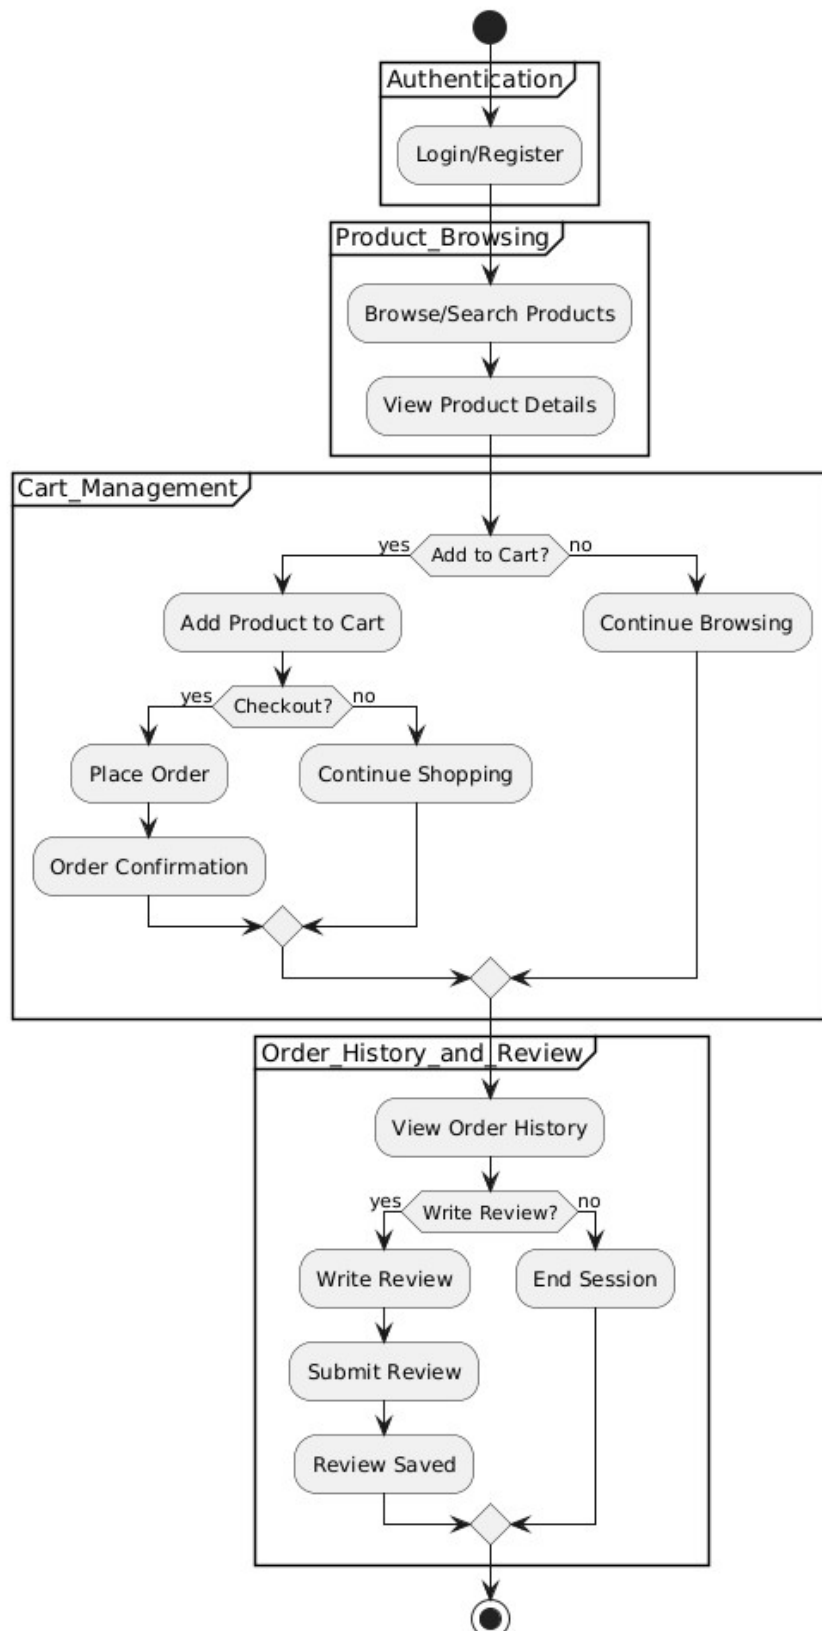 Authentication
Login/Register
Product_Browsing
Browse/Search Products
View Product Details
Cart_Management
yes
Add to Cart?
no
Add Product to Cart
Continue Browsing
yes
Checkout?
no
Place Order
Continue Shopping
Order Confirmation
Order_History_and_Review
View Order History
yes
Write Review?
no
Write Review
End Session
Submit Review
Review Saved